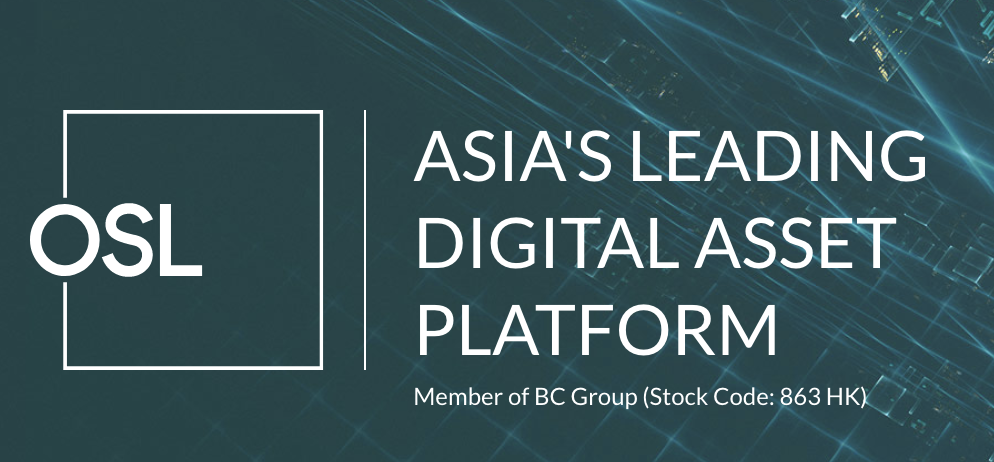 OSL
ASIA'S LEADING
DIGITAL ASSET
PLATFORM
Member of BC Group (Stock Code: 863 HK)